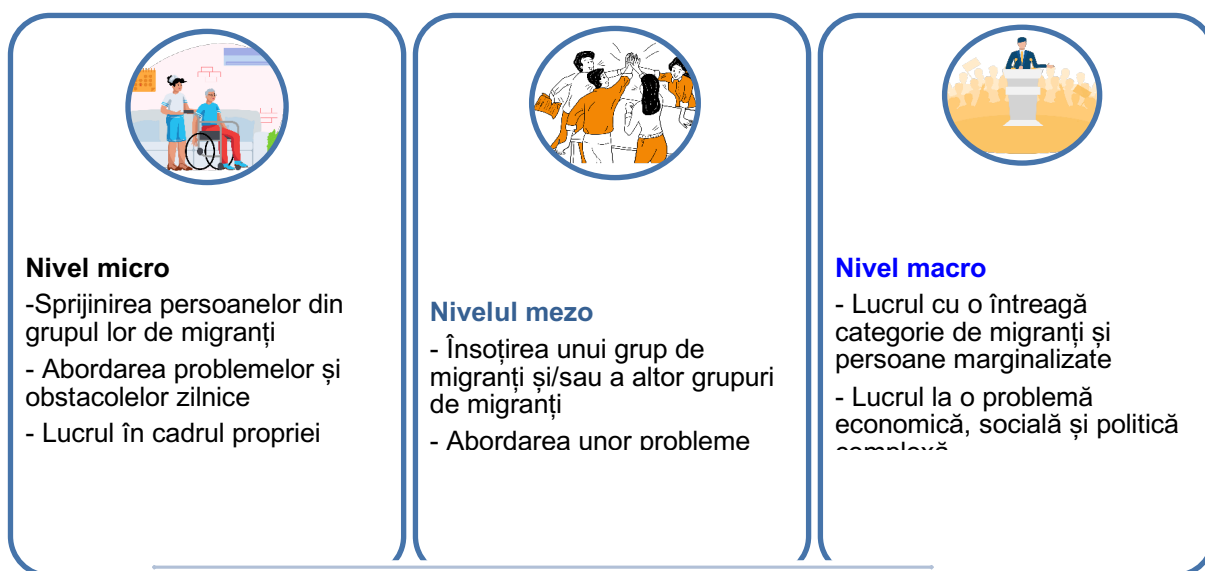 Nivel micro
-Sprijinirea persoanelor din
grupul lor de migranți
- Abordarea problemelor și
obstacolelor zilnice
- Lucrul în cadrul propriei
Nivelul mezo
- Însoțirea unui grup de
migranți și/sau a altor grupuri
de migranți
- Abordarea unor probleme
Nivel macro
- Lucrul cu o întreagă
categorie de migranți și
persoane marginalizate
- Lucrul la o problemă
economică, socială și politică
complexă